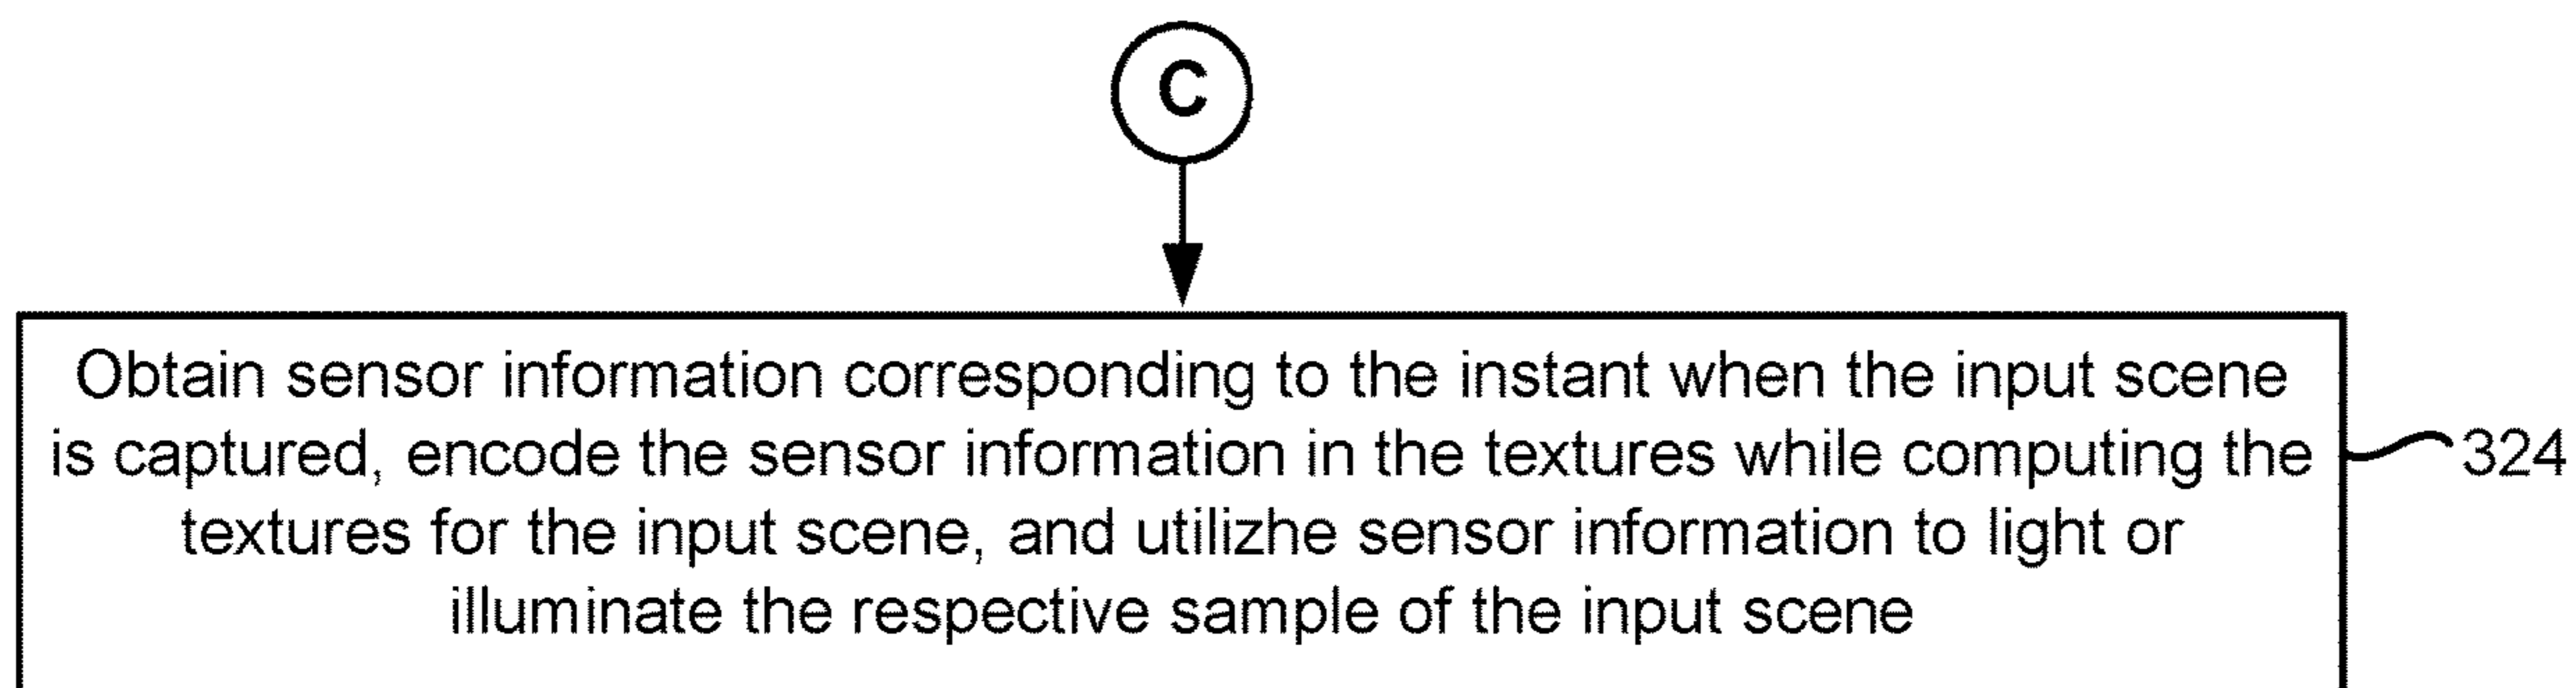 C
Obtain sensor information corresponding to the instant when the input scene
is captured, encode the sensor information in the textures while computing the
textures for the input scene, and utilizhe sensor information to light or
illuminate the respective sample of the input scene
324